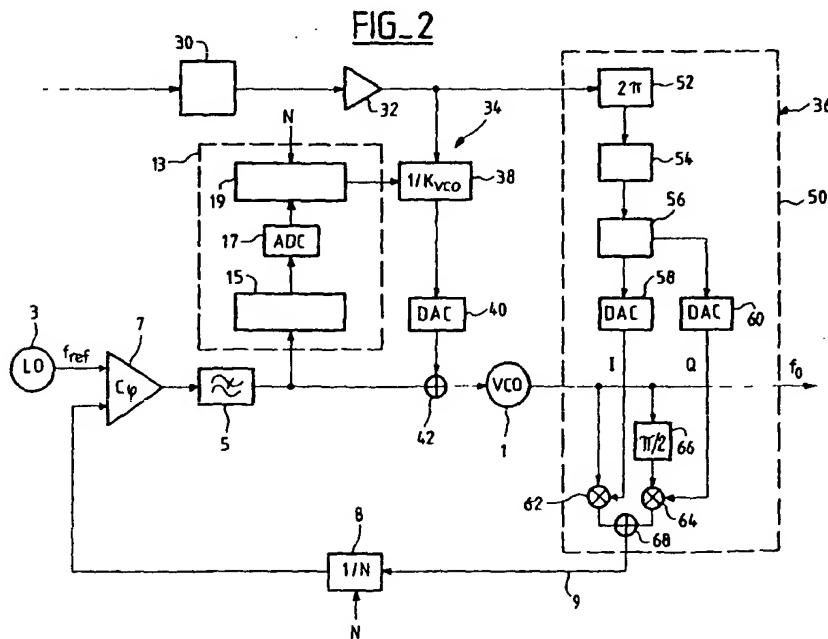 FIG_2
30
32
2π
52
36
N
34
13
54
19
1/KVCO
38
50
17
ADC
56
15
58
DAC
40
DAC
DAC
60
3
7
LO
fref
Cφ
I
Q
f0
VCO
5
42
1
π/2
66
62
64
68
8
1/N
9
N